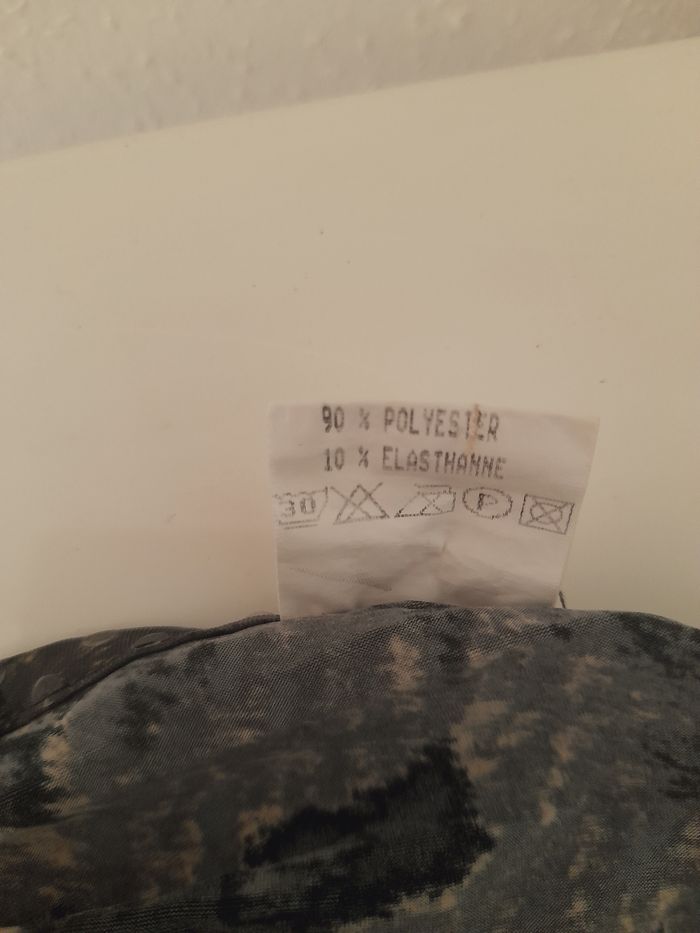 90 % POLYESTER
10 % ELASTHANNE
30 P